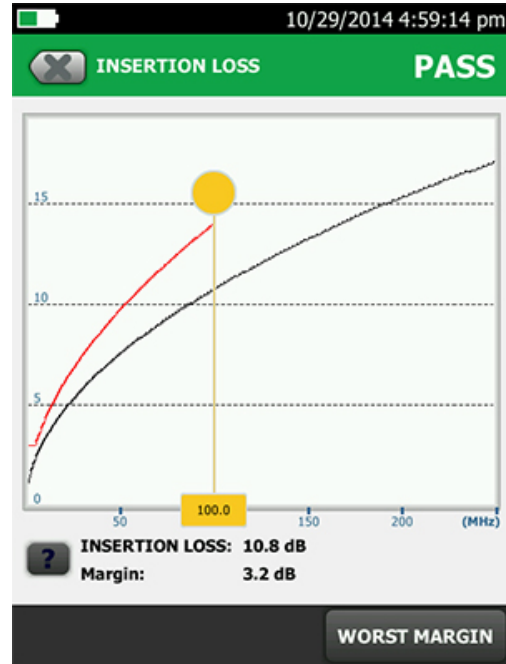 10/29/2014 4:59:14 pm
INSERTION LOSS PASS
15
10
5
0
50 100.0 150 200 (MHz)
? INSERTION LOSS: 10.8 dB
Margin: 3.2 dB
WORST MARGIN